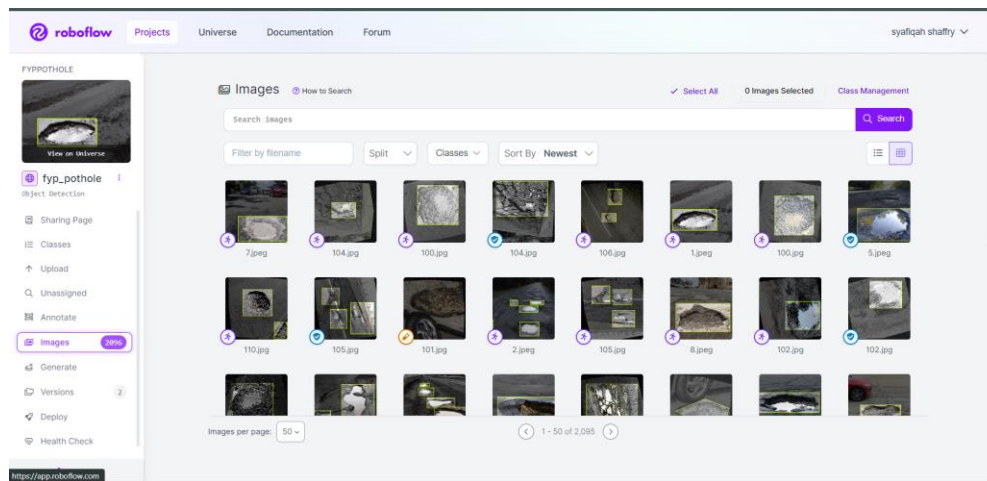 roboflow Projects Universe Documentation Forum syafiqah shaffry
FYPPOTHOLE
View on Universe
fyp_pothole
Object Detection
Sharing Page
Classes
Upload
Unassigned
Annotate
Images 2096
Generate
Versions 2
Deploy
Health Check
https://app.roboflow.com
Images How to Search Select All 0 Images Selected Class Management
Search images Search
Filter by filename Split Classes Sort By Newest
7.jpeg 104.jpg 100.jpg 104.jpg 106.jpg 1.jpeg 100.jpg 5.jpeg
110.jpg 105.jpg 101.jpg 2.jpeg 105.jpg 8.jpeg 102.jpg 102.jpg
Images per page: 50 1 - 50 of 2,095